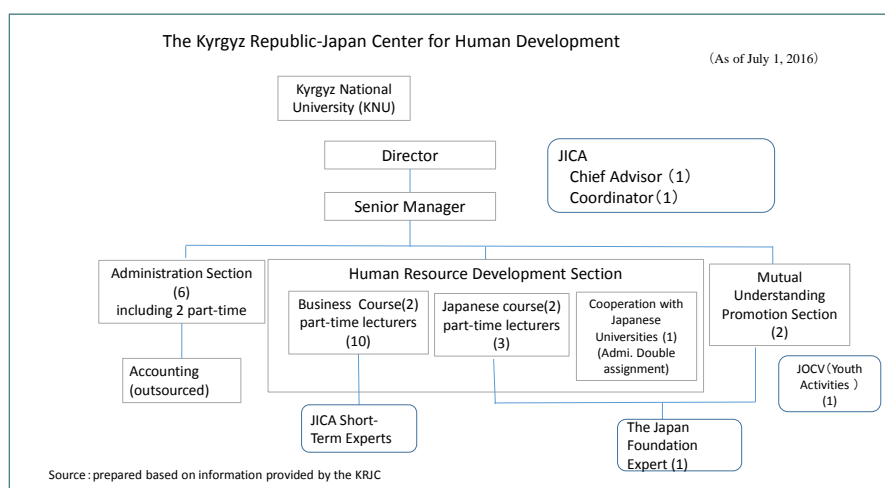 The Kyrgyz Republic-Japan Center for Human Development
（As of July 1, 2016）
Kyrgyz National
University (KNU)
Director
JICA
Chief Advisor（1）
Coordinator（1）
Senior Manager
Administration Section
(6)
including 2 part-time
Human Resource Development Section
Business Course(2)
part-time lecturers
(10)
Japanese course(2)
part-time lecturers
(3)
Cooperation with
Japanese
Universities (1)
(Admi. Double
assignment)
Mutual
Understanding
Promotion Section
(2)
Accounting
(outsourced)
JOCV（Youth
Activities ）
(1)
JICA Short-
Term Experts
The Japan
Foundation
Expert (1)
Source：prepared based on information provided by the KRJC